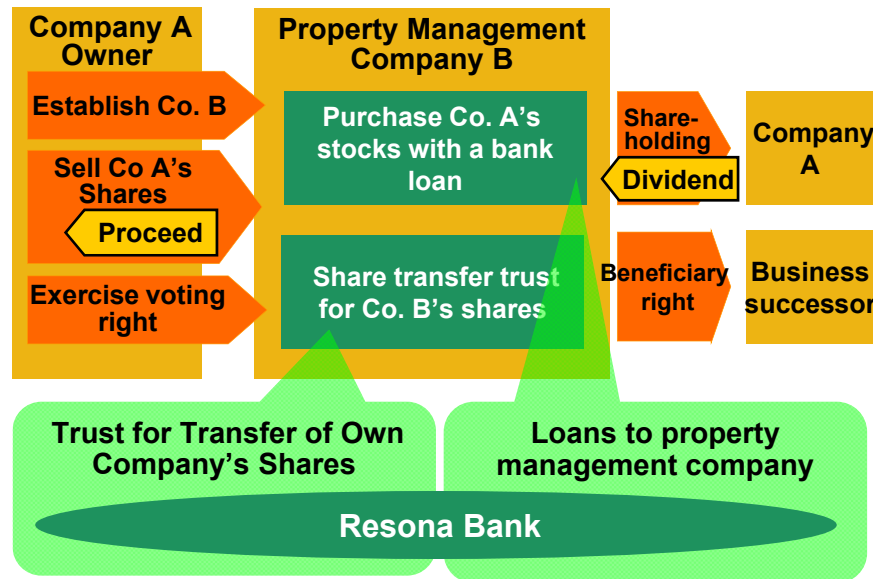 Company A
Owner
Establish Co. B
Sell Co A's
Shares
Proceed
Exercise voting
right
Property Management
Company B
Purchase Co. A's
stocks with a bank
loan
Share transfer trust
for Co. B's shares
Share-
holding
Dividend
Beneficiary
right
Company
A
Business
successor
Trust for Transfer of Own
Company's Shares
Loans to property
management company
Resona Bank